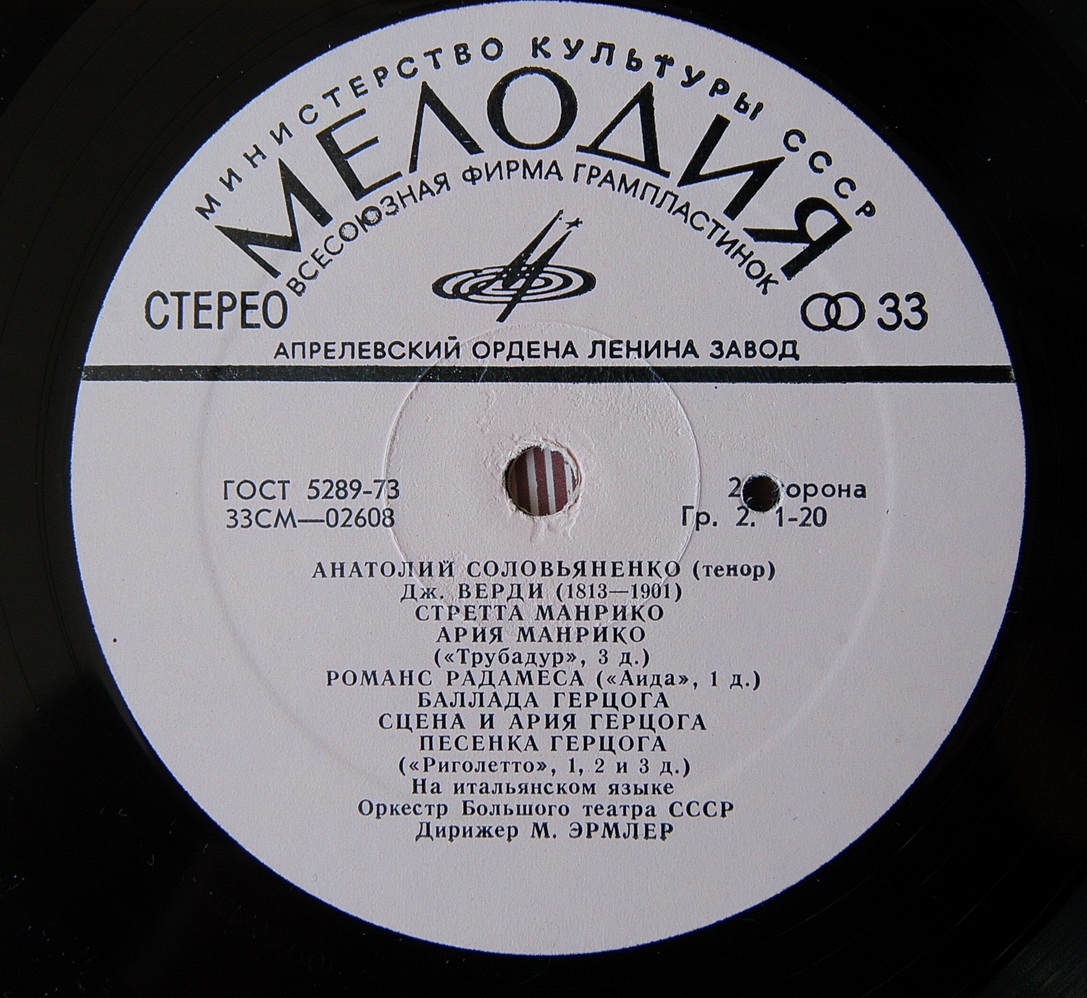 МИНИСТЕРСТВО КУЛЬТУРЫ СССР
МЕЛОДИЯ
ВСЕСОЮЗНАЯ ФИРМА ГРАМПЛАСТИНОК
СТЕРЕО
33
АПРЕЛЕВСКИЙ ОРДЕНА ЛЕНИНА ЗАВОД
ГОСТ 5289-73
33СМ—02608
2
Гр. 2. 1-20
АНАТОЛИЙ СОЛОВЬЯНЕНКО (тенор)
Дж. ВЕРДИ (1813—1901)
СТРЕТТА МАНРИКО
АРИЯ МАНРИКО
(«Трубадур», 3 д.)
РОМАНС РАДАМЕСА («Аида», 1 д.)
БАЛЛАДА ГЕРЦОГА
СЦЕНА И АРИЯ ГЕРЦОГА
ПЕСЕНКА ГЕРЦОГА
(«Риголетто», 1, 2 и 3 д.)
На итальянском языке
Оркестр Большого театра СССР
Дирижер М. ЭРМЛЕР